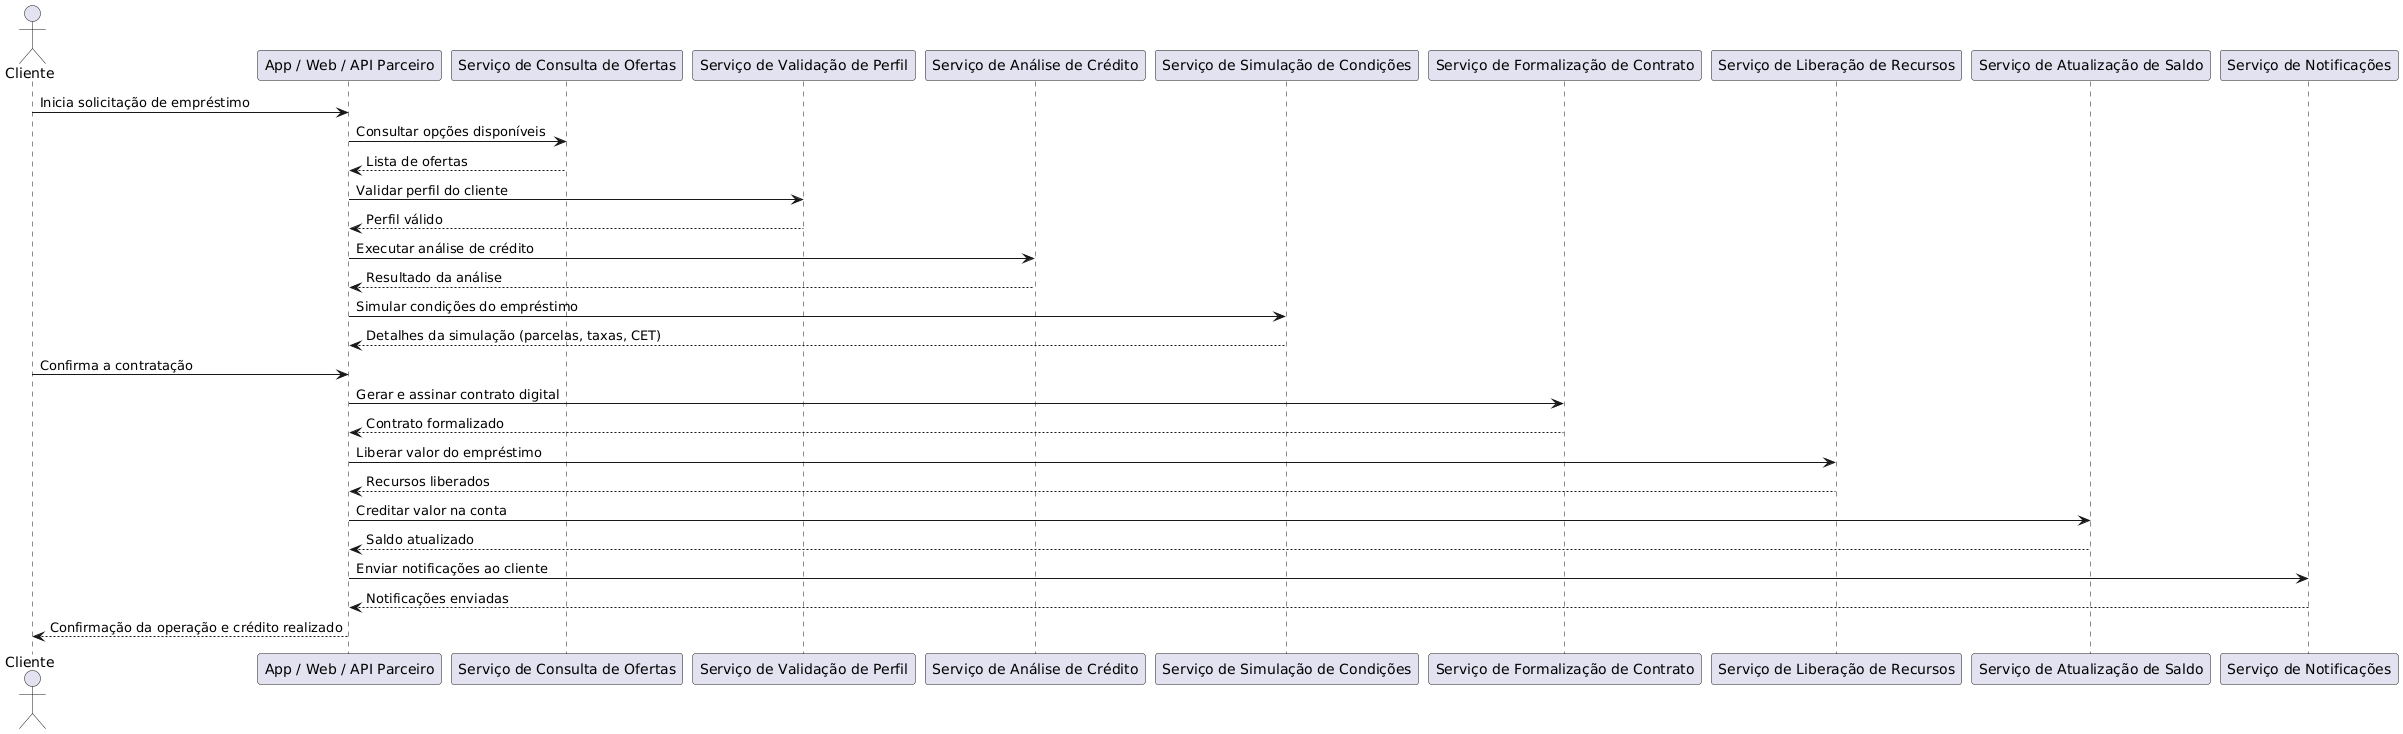 Cliente
App / Web / API Parceiro
Serviço de Consulta de Ofertas
Serviço de Validação de Perfil
Serviço de Análise de Crédito
Serviço de Simulação de Condições
Serviço de Formalização de Contrato
Serviço de Liberação de Recursos
Serviço de Atualização de Saldo
Serviço de Notificações
Inicia solicitação de empréstimo
Consultar opções disponíveis
Lista de ofertas
Validar perfil do cliente
Perfil válido
Executar análise de crédito
Resultado da análise
Simular condições do empréstimo
Detalhes da simulação (parcelas, taxas, CET)
Confirma a contratação
Gerar e assinar contrato digital
Contrato formalizado
Liberar valor do empréstimo
Recursos liberados
Creditar valor na conta
Saldo atualizado
Enviar notificações ao cliente
Notificações enviadas
Confirmação da operação e crédito realizado
Cliente
App / Web / API Parceiro
Serviço de Consulta de Ofertas
Serviço de Validação de Perfil
Serviço de Análise de Crédito
Serviço de Simulação de Condições
Serviço de Formalização de Contrato
Serviço de Liberação de Recursos
Serviço de Atualização de Saldo
Serviço de Notificações